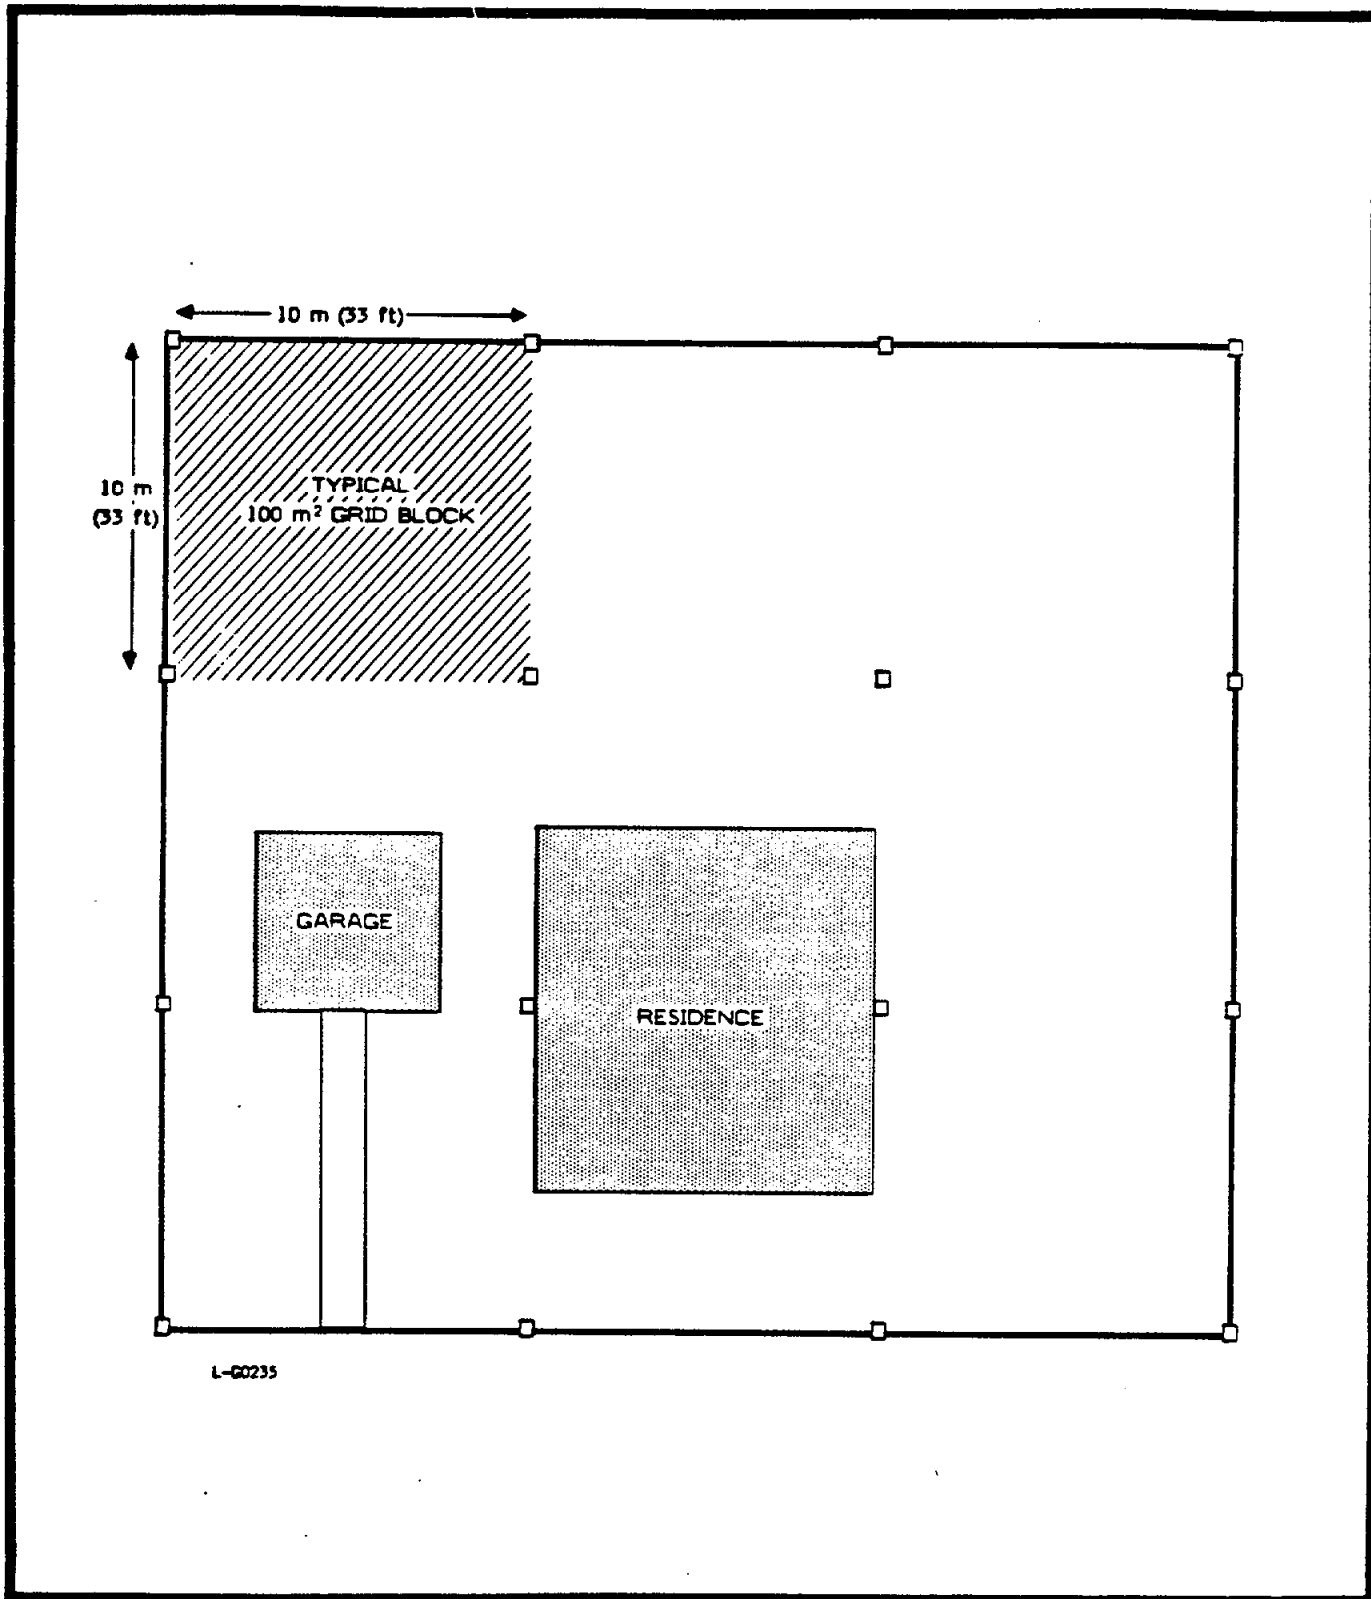 10 m (33 ft)
10 m
(33 ft)
TYPICAL
100 m² GRID BLOCK
GARAGE
RESIDENCE
L-G0235